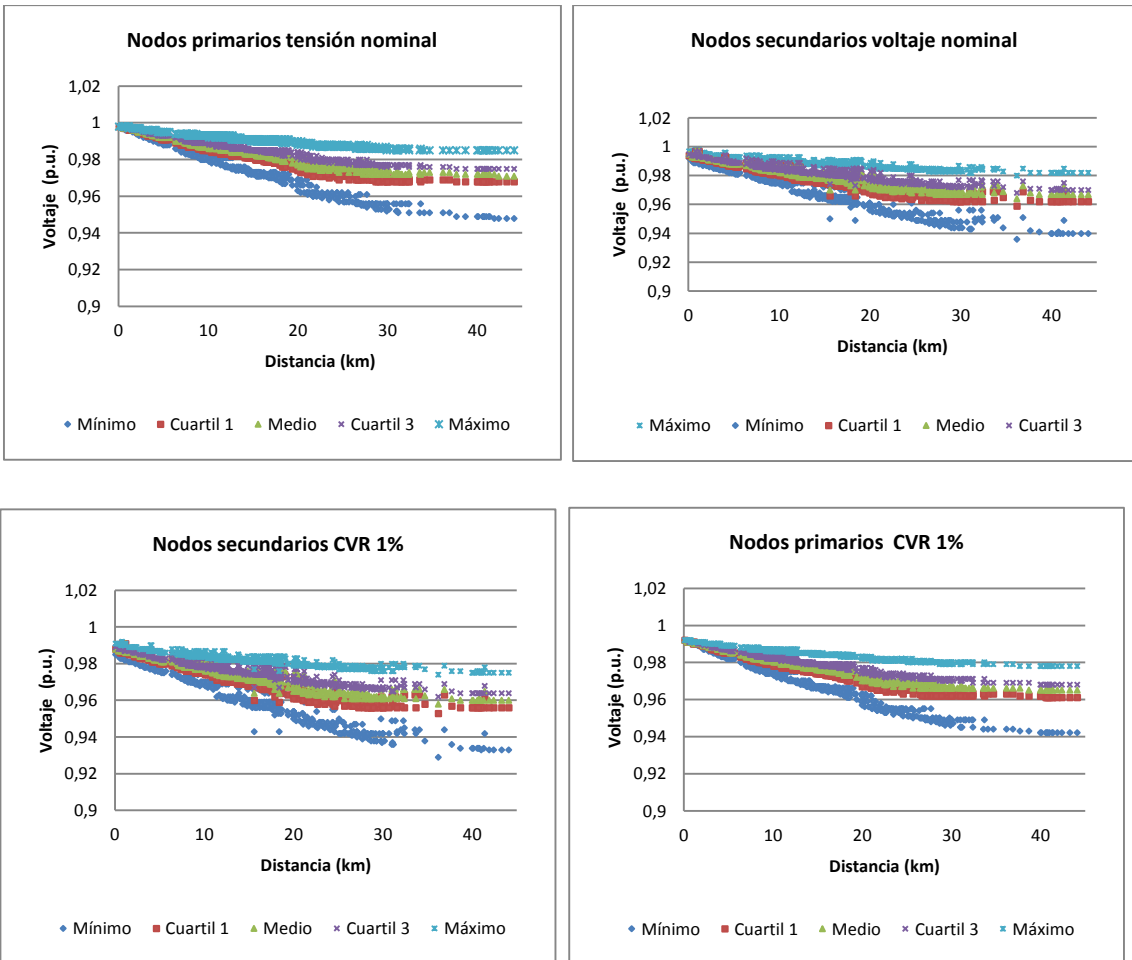 Nodos primarios tensión nominal
1,02
1
0,98
0,96
0,94
0,92
0,9
Voltaje (p.u.)
0 10 20 30 40
Distancia (km)
Mínimo Cuartil 1 Medio Cuartil 3 Máximo
Nodos secundarios voltaje nominal
1,02
1
0,98
0,96
0,94
0,92
0,9
Voltaje (p.u.)
0 10 20 30 40
Distancia (km)
Máximo Mínimo Cuartil 1 Medio Cuartil 3
Nodos secundarios CVR 1%
1,02
1
0,98
0,96
0,94
0,92
0,9
Voltaje (p.u.)
0 10 20 30 40
Distancia (km)
Mínimo Cuartil 1 Medio Cuartil 3 Máximo
Nodos primarios CVR 1%
1,02
1
0,98
0,96
0,94
0,92
0,9
Voltaje (p.u.)
0 10 20 30 40
Distancia (km)
Mínimo Cuartil 1 Medio Cuartil 3 Máximo